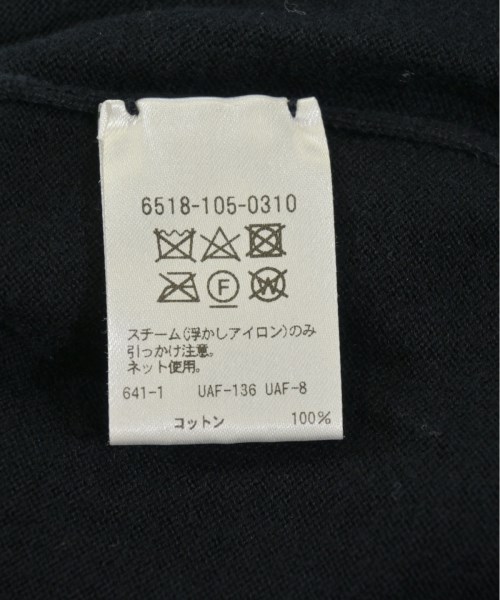 6518-105-0310
F W
スチーム(浮かしアイロン)のみ
引っかけ注意。
ネット使用。
641-1 UAF-136 UAF-8
コットン 100%